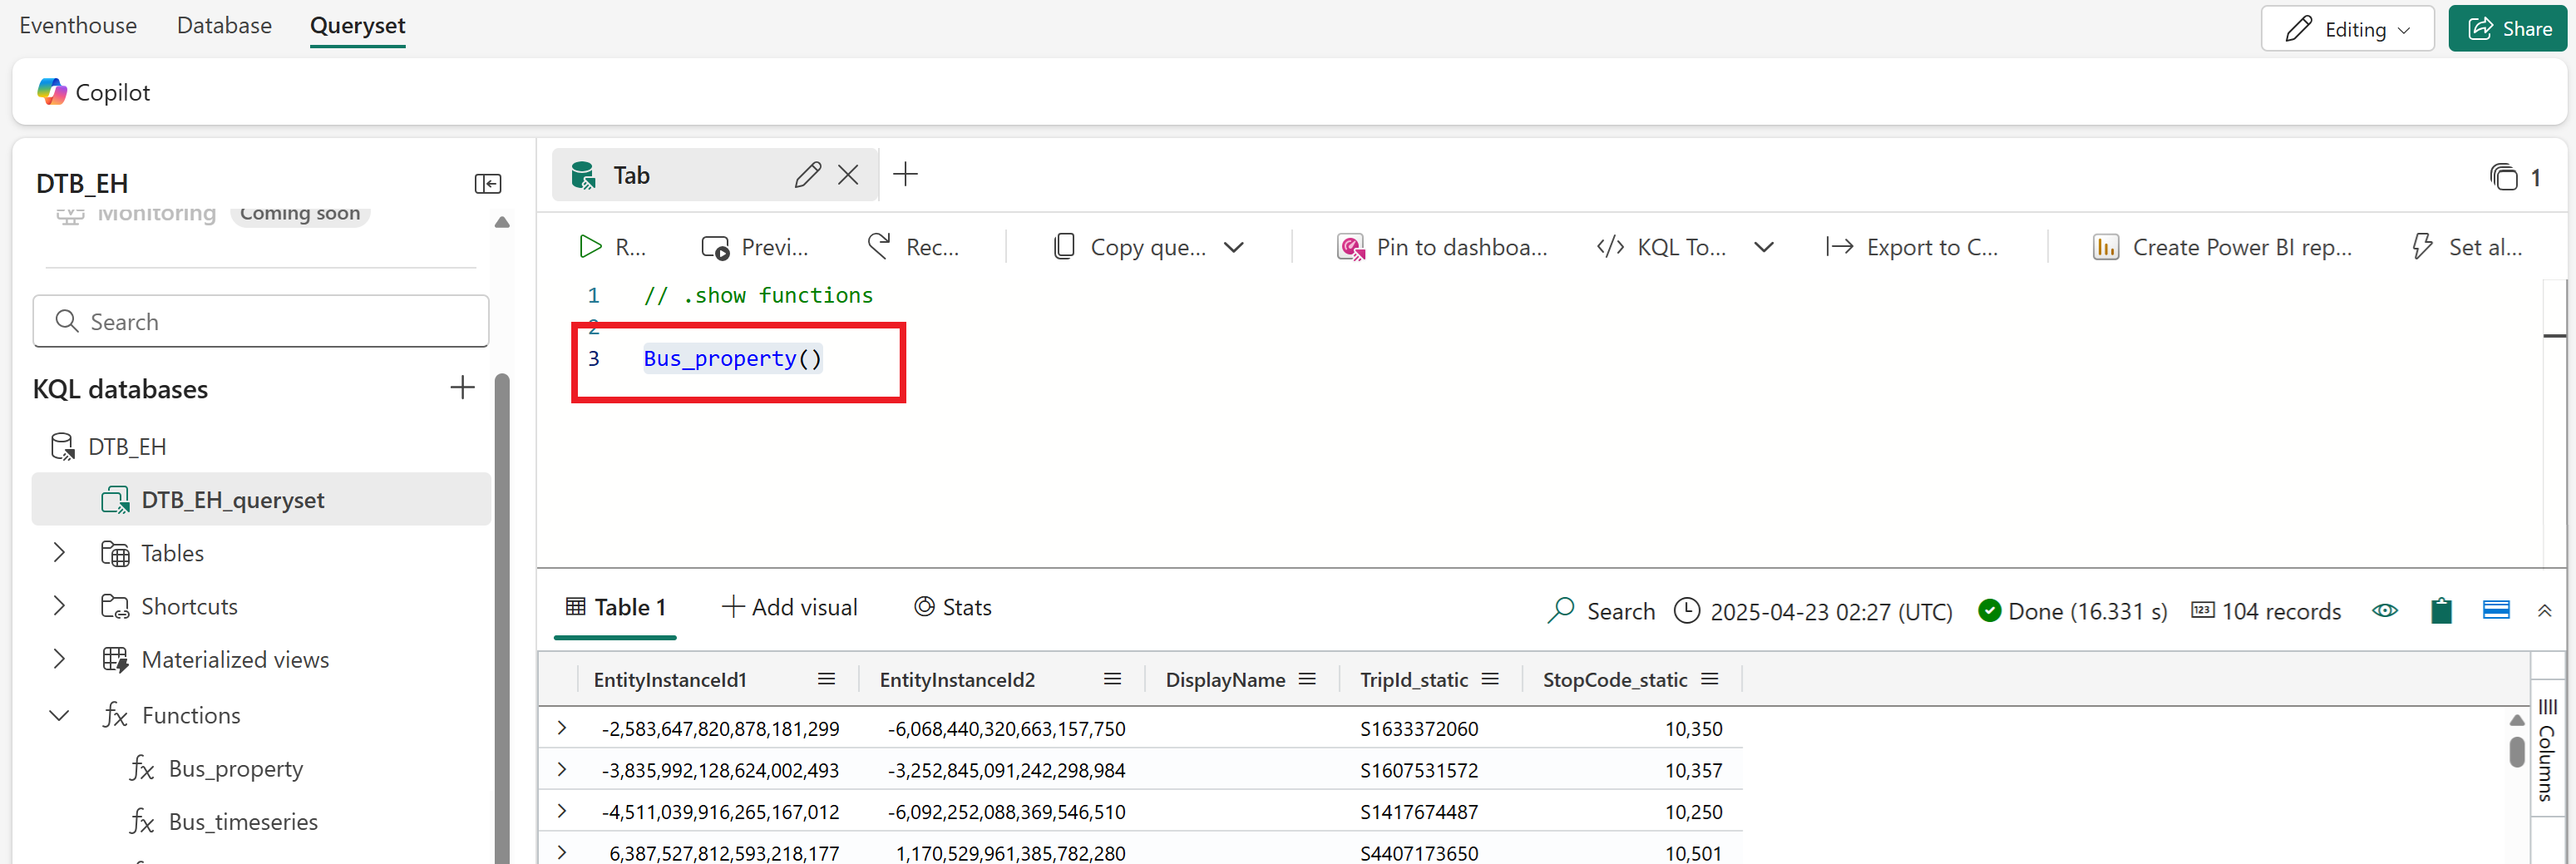 Eventhouse Database Queryset Editing Share
Copilot
DTB_EH
Monitoring Coming soon
Search
KQL databases
DTB_EH
DTB_EH_queryset
Tables
Shortcuts
Materialized views
Functions
Bus_property
Bus_timeseries
Tab
1
R... Previ... Rec... Copy que... Pin to dashboa... KQL To... Export to C... Create Power BI rep... Set al...
1 // .show functions
2
3 Bus_property()
Table 1 Add visual Stats Search 2025-04-23 02:27 (UTC) Done (16.331 s) 123 104 records
EntityInstanceId1 EntityInstanceId2 DisplayName TripId_static StopCode_static
-2,583,647,820,878,181,299 -6,068,440,320,663,157,750 S1633372060 10,350
-3,835,992,128,624,002,493 -3,252,845,091,242,298,984 S1607531572 10,357
-4,511,039,916,265,167,012 -6,092,252,088,369,546,510 S1417674487 10,250
6,387,527,812,593,218,177 1,170,529,961,385,782,280 S4407173650 10,501
Columns